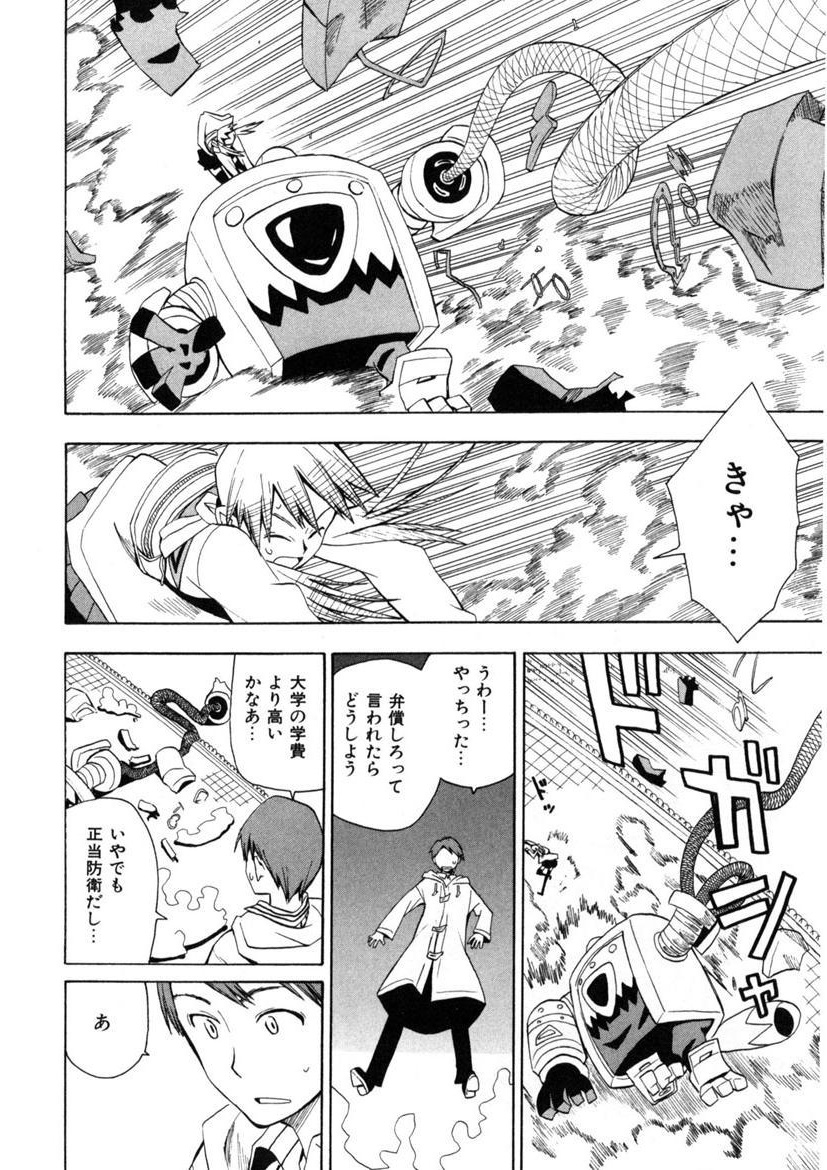 きゃ…
ドガ
ガシャ
ドッ
うわー…
やっちった…
弁償しろって
言われたら
どうしよう
大学の学費
より高い
かなあ…
いやでも
正当防衛だし…
あ